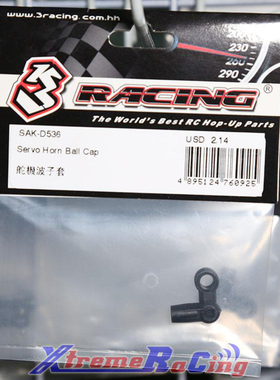 www.3racing.com.hk
230
260
290
3RACING
The World's Best RC Hop-Up Parts
SAK-D536
USD 2.14
Servo Horn Ball Cap
4 895124 760925
舵機波子套
XtremeRaCing